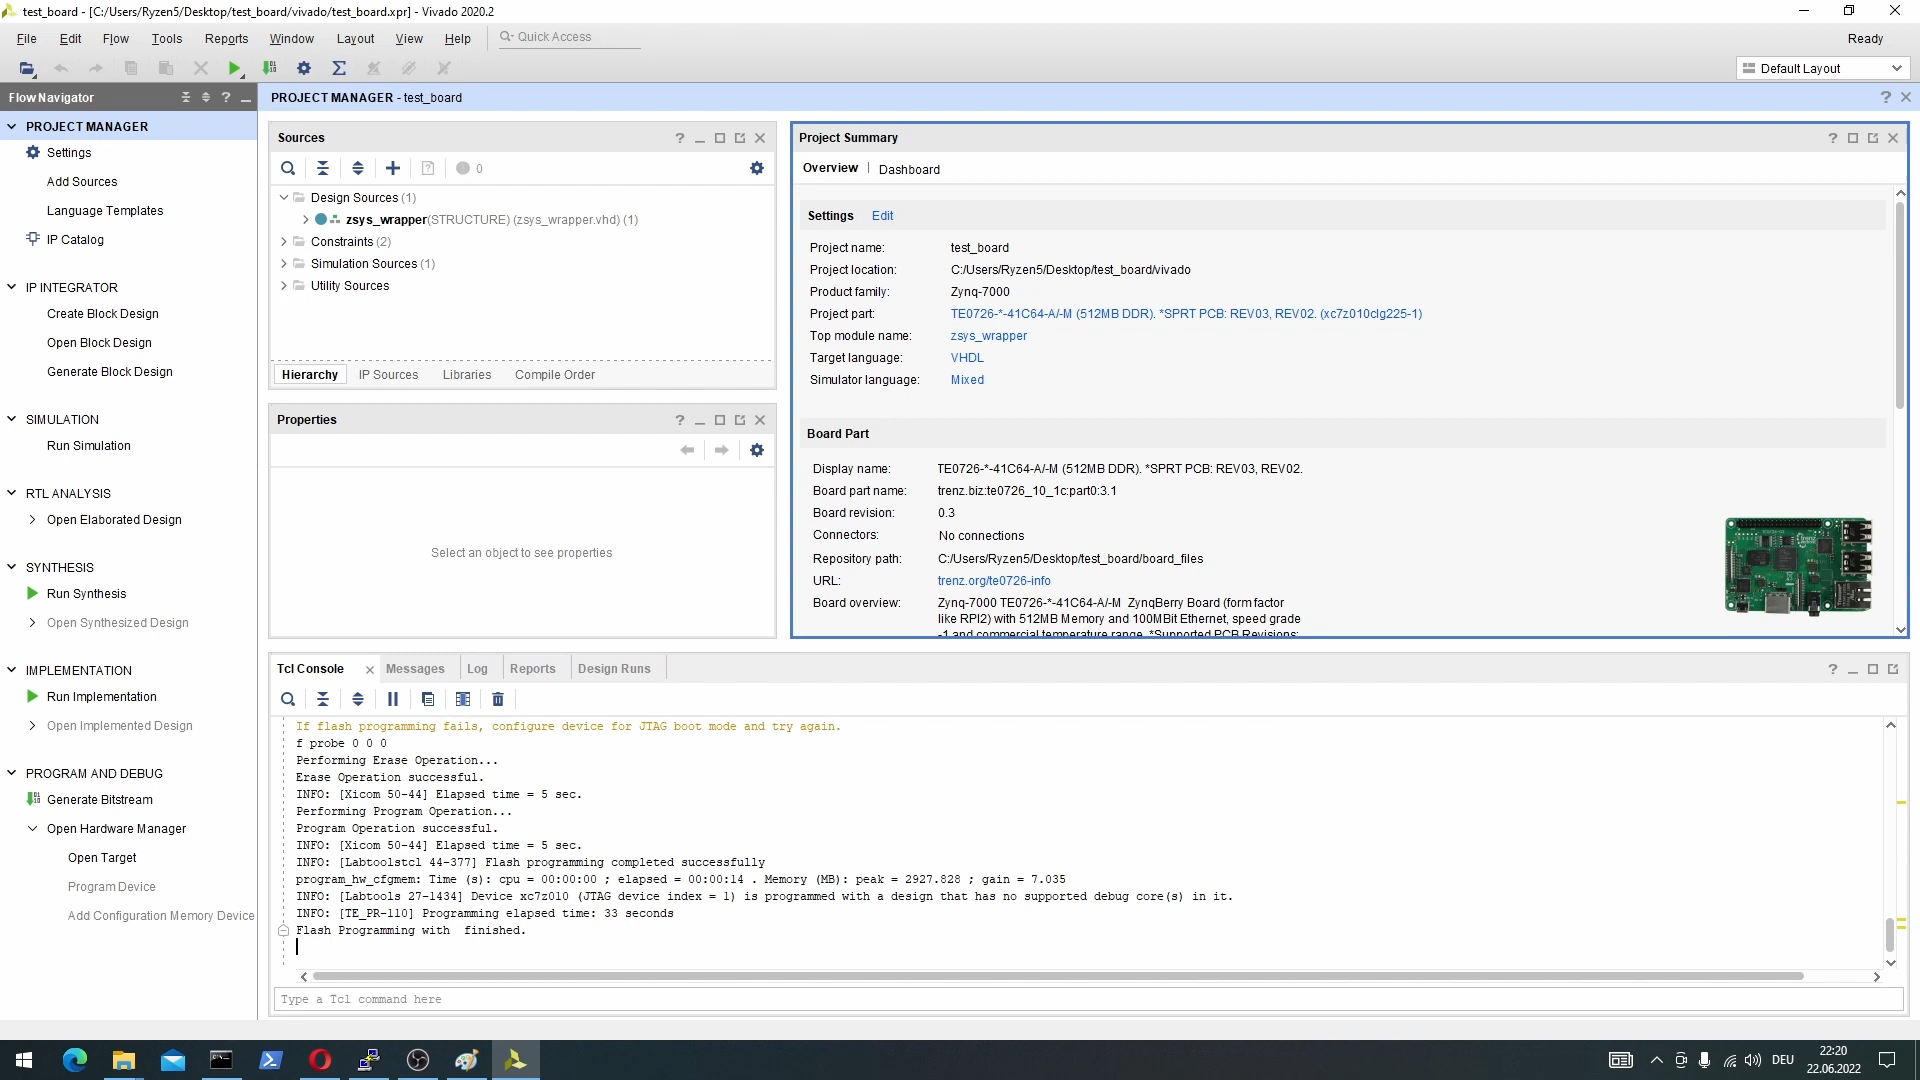 test_board - [C:/Users/Ryzen5/Desktop/test_board/vivado/test_board.xpr] - Vivado 2020.2
File Edit Flow Tools Reports Window Layout View Help Quick Access Ready
Default Layout
Flow Navigator
PROJECT MANAGER - test_board
PROJECT MANAGER
Settings
Add Sources
Language Templates
IP Catalog
IP INTEGRATOR
Create Block Design
Open Block Design
Generate Block Design
SIMULATION
Run Simulation
RTL ANALYSIS
Open Elaborated Design
SYNTHESIS
Run Synthesis
Open Synthesized Design
IMPLEMENTATION
Run Implementation
Open Implemented Design
PROGRAM AND DEBUG
Generate Bitstream
Open Hardware Manager
Open Target
Program Device
Add Configuration Memory Device
Sources
0
Design Sources (1)
zsys_wrapper(STRUCTURE) (zsys_wrapper.vhd) (1)
Constraints (2)
Simulation Sources (1)
Utility Sources
Hierarchy IP Sources Libraries Compile Order
Properties
Select an object to see properties
Project Summary
Overview Dashboard
Settings Edit
Project name: test_board
Project location: C:/Users/Ryzen5/Desktop/test_board/vivado
Product family: Zynq-7000
Project part: TE0726-*-41C64-A/-M (512MB DDR). *SPRT PCB: REV03, REV02. (xc7z010clg225-1)
Top module name: zsys_wrapper
Target language: VHDL
Simulator language: Mixed
Board Part
Display name: TE0726-*-41C64-A/-M (512MB DDR). *SPRT PCB: REV03, REV02.
Board part name: trenz.biz:te0726_10_1c:part0:3.1
Board revision: 0.3
Connectors: No connections
Repository path: C:/Users/Ryzen5/Desktop/test_board/board_files
URL: trenz.org/te0726-info
Board overview: Zynq-7000 TE0726-*-41C64-A/-M ZynqBerry Board (form factor
like RPI2) with 512MB Memory and 100MBit Ethernet, speed grade
-1 and commercial temperature range. *Supported PCB Revisions:
Tcl Console Messages Log Reports Design Runs
If flash programming fails, configure device for JTAG boot mode and try again.
f probe 0 0 0
Performing Erase Operation...
Erase Operation successful.
INFO: [Xicom 50-44] Elapsed time = 5 sec.
Performing Program Operation...
Program Operation successful.
INFO: [Xicom 50-44] Elapsed time = 5 sec.
INFO: [Labtoolstcl 44-377] Flash programming completed successfully
program_hw_cfgmem: Time (s): cpu = 00:00:00 ; elapsed = 00:00:14 . Memory (MB): peak = 2927.828 ; gain = 7.035
INFO: [Labtools 27-1434] Device xc7z010 (JTAG device index = 1) is programmed with a design that has no supported debug core(s) in it.
INFO: [TE_PR-110] Programming elapsed time: 33 seconds
Flash Programming with  finished.
Type a Tcl command here
DEU
22:20
22.06.2022